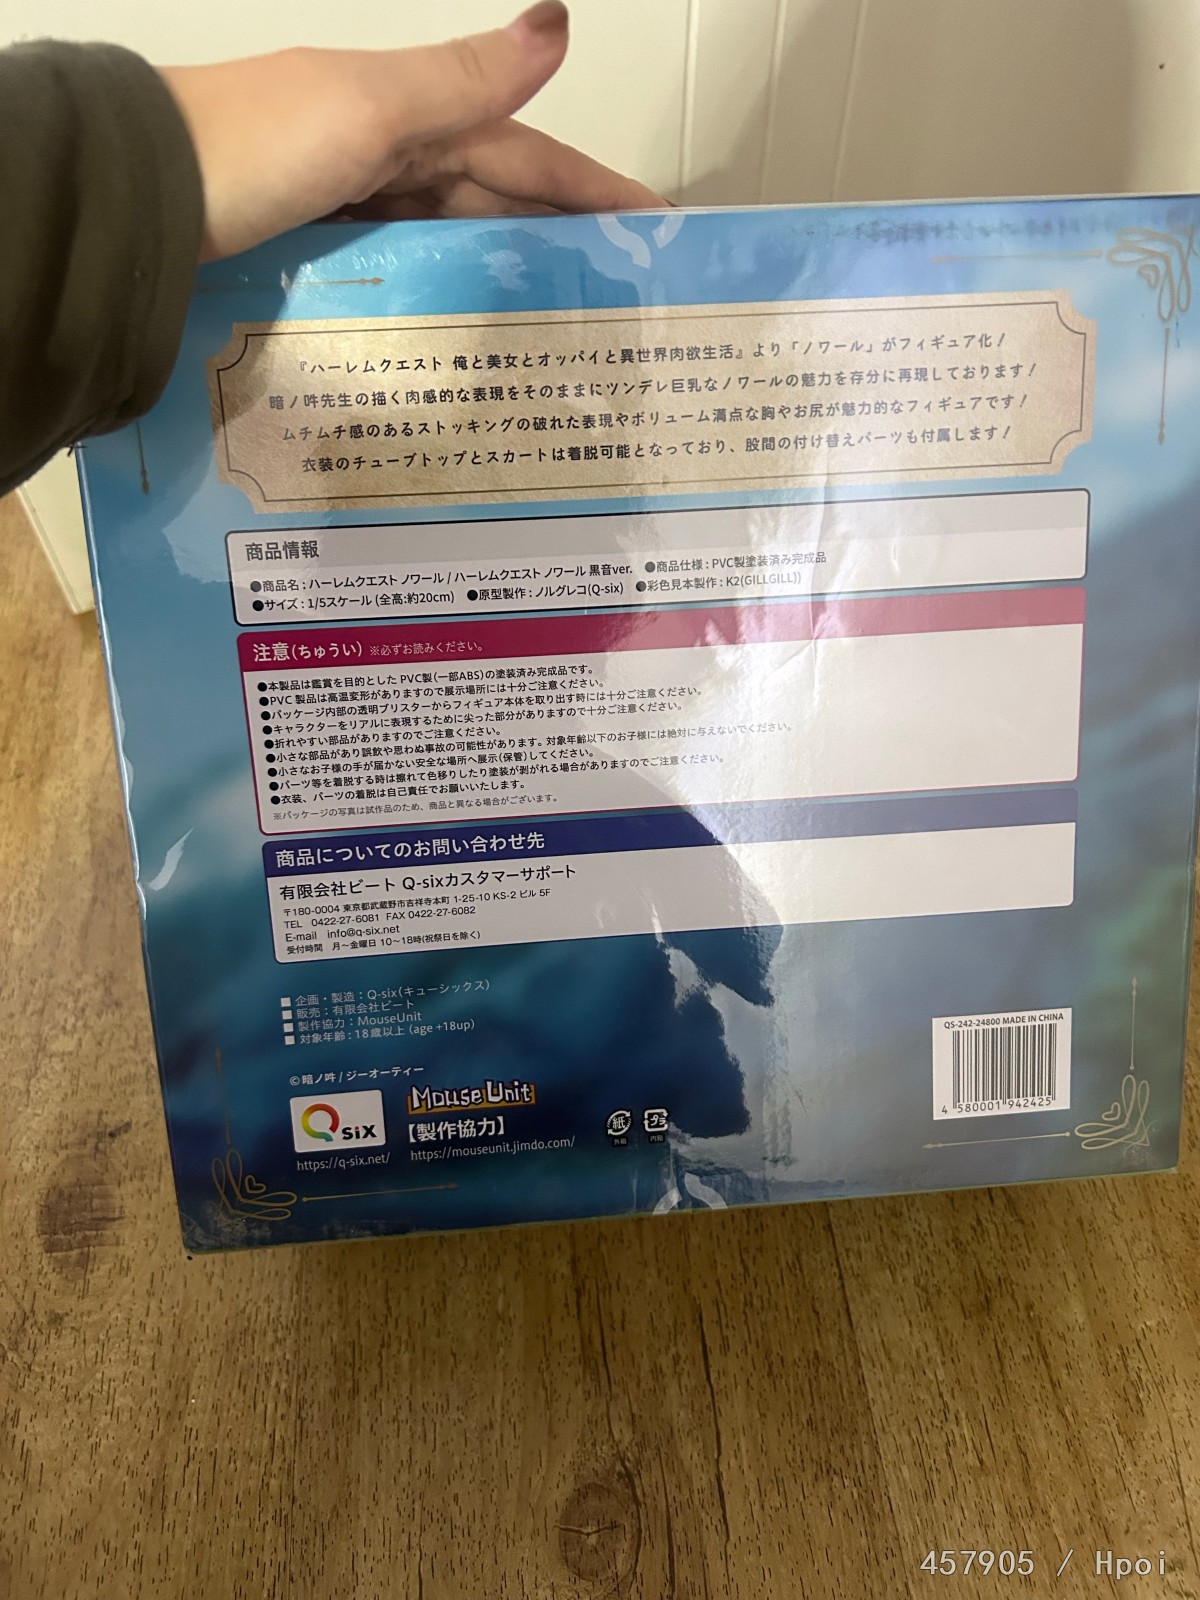 『ハーレムクエスト 俺と美女とオッパイと異世界肉欲生活』より「ノワール」がフィギュア化！
暗ノ吽先生の描く肉感的な表現をそのままにツンデレ巨乳なノワールの魅力を存分に再現しております！
ムチムチ感のあるストッキングの破れた表現やボリューム満点な胸やお尻が魅力的なフィギュアです！
衣装のチューブトップとスカートは着脱可能となっており、股間の付け替えパーツも付属します！
商品情報
●商品名：ハーレムクエスト ノワール / ハーレムクエスト ノワール 黒音ver. ●商品仕様：PVC製塗装済み完成品
●サイズ：1/5スケール (全高:約20cm) ●原型製作：ノルグレコ(Q-six) ●彩色見本製作：K2(GILLGILL))
注意(ちゅうい) ※必ずお読みください。
●本製品は鑑賞を目的とした PVC製(一部ABS)の塗装済み完成品です。
●PVC 製品は高温変形がありますので展示場所には十分ご注意ください。
●パッケージ内部の透明ブリスターからフィギュア本体を取り出す時には十分ご注意ください。
●キャラクターをリアルに表現するために尖った部分がありますので十分ご注意ください。
●折れやすい部品がありますのでご注意ください。
●小さな部品があり誤飲や思わぬ事故の可能性があります。対象年齢以下のお子様には絶対に与えないでください。
●小さなお子様の手が届かない安全な場所へ展示(保管)してください。
●パーツ等を着脱する時は擦れて色移りしたり塗装が剥がれる場合がありますのでご注意ください。
●衣装、パーツの着脱は自己責任でお願いいたします。
※パッケージの写真は試作品のため、商品と異なる場合がございます。
商品についてのお問い合わせ先
有限会社ビート Q-sixカスタマーサポート
〒180-0004 東京都武蔵野市吉祥寺本町 1-25-10 KS-2 ビル 5F
TEL 0422-27-6081 FAX 0422-27-6082
E-mail info@q-six.net
受付時間 月〜金曜日 10〜18時(祝祭日を除く)
■ 企画・製造：Q-six(キューシックス)
■ 販売：有限会社ビート
■ 製作協力：MouseUnit
■ 対象年齢：18歳以上 (age +18up)
©暗ノ吽 / ジーオーティー
Q SiX
https://q-six.net/
Mouse Unit
【製作協力】
https://mouseunit.jimdo.com/
紙
外箱
プラ
内箱
QS-242-24800 MADE IN CHINA
4 580001 942425
457905 / Hpoi